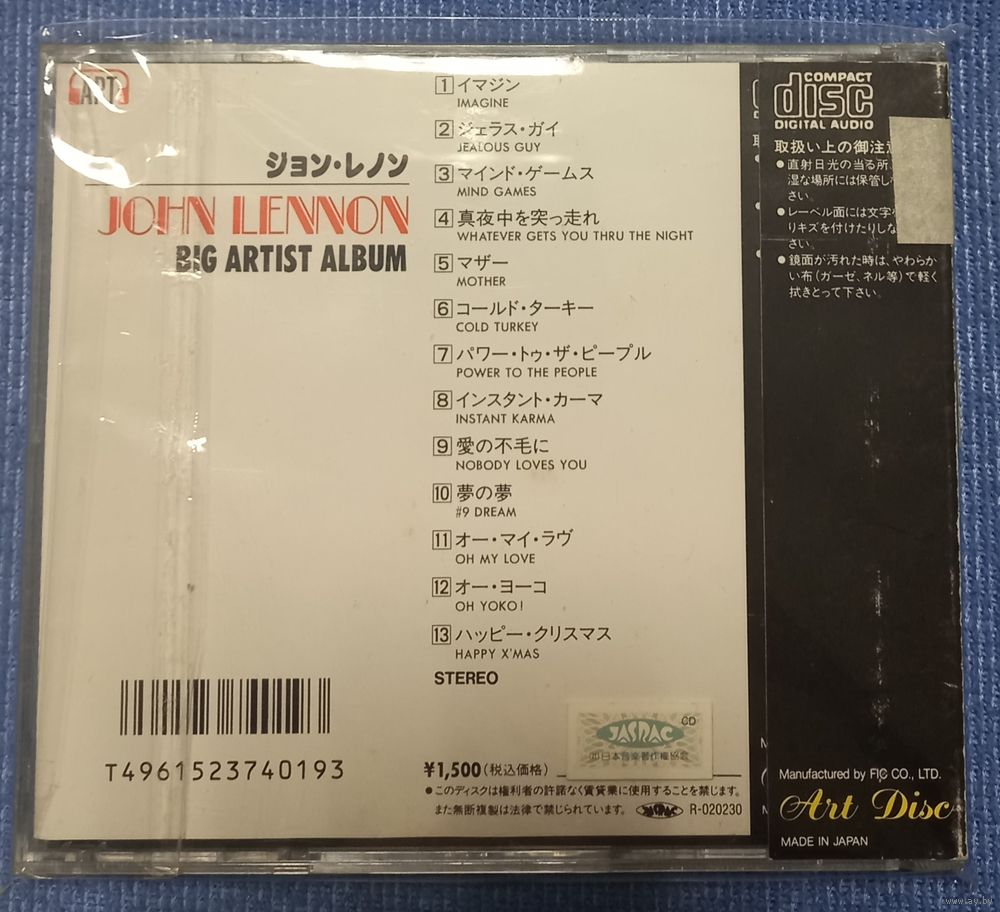 ART
ジョン・レノン
JOHN LENNON
BIG ARTIST ALBUM
1 イマジン
IMAGINE
2 ジェラス・ガイ
JEALOUS GUY
3 マインド・ゲームス
MIND GAMES
4 真夜中を突っ走れ
WHATEVER GETS YOU THRU THE NIGHT
5 マザー
MOTHER
6 コールド・ターキー
COLD TURKEY
7 パワー・トゥ・ザ・ピープル
POWER TO THE PEOPLE
8 インスタント・カーマ
INSTANT KARMA
9 愛の不毛に
NOBODY LOVES YOU
10 夢の夢
#9 DREAM
11 オー・マイ・ラヴ
OH MY LOVE
12 オー・ヨーコ
OH YOKO!
13 ハッピー・クリスマス
HAPPY X'MAS
STEREO
T4961523740193
CD
JASRAC
日本音楽著作権協会
¥1,500(税込価格)
●このディスクは権利者の許諾なく賃貸業に使用することを禁じます。
また無断複製は法律で禁じられています。 JASRAC R-020230
COMPACT
disc
DIGITAL AUDIO
取扱い上の御注意
●直射日光の当る所、
湿な場所には保管し
さい。
●レーベル面には文字
りキズを付けたりしな
さい。
●鏡面が汚れた時は、やわらか
い布(ガーゼ、ネル等)で軽く
拭きとって下さい。
Manufactured by FIC CO., LTD.
Art Disc
MADE IN JAPAN
www.ay.by